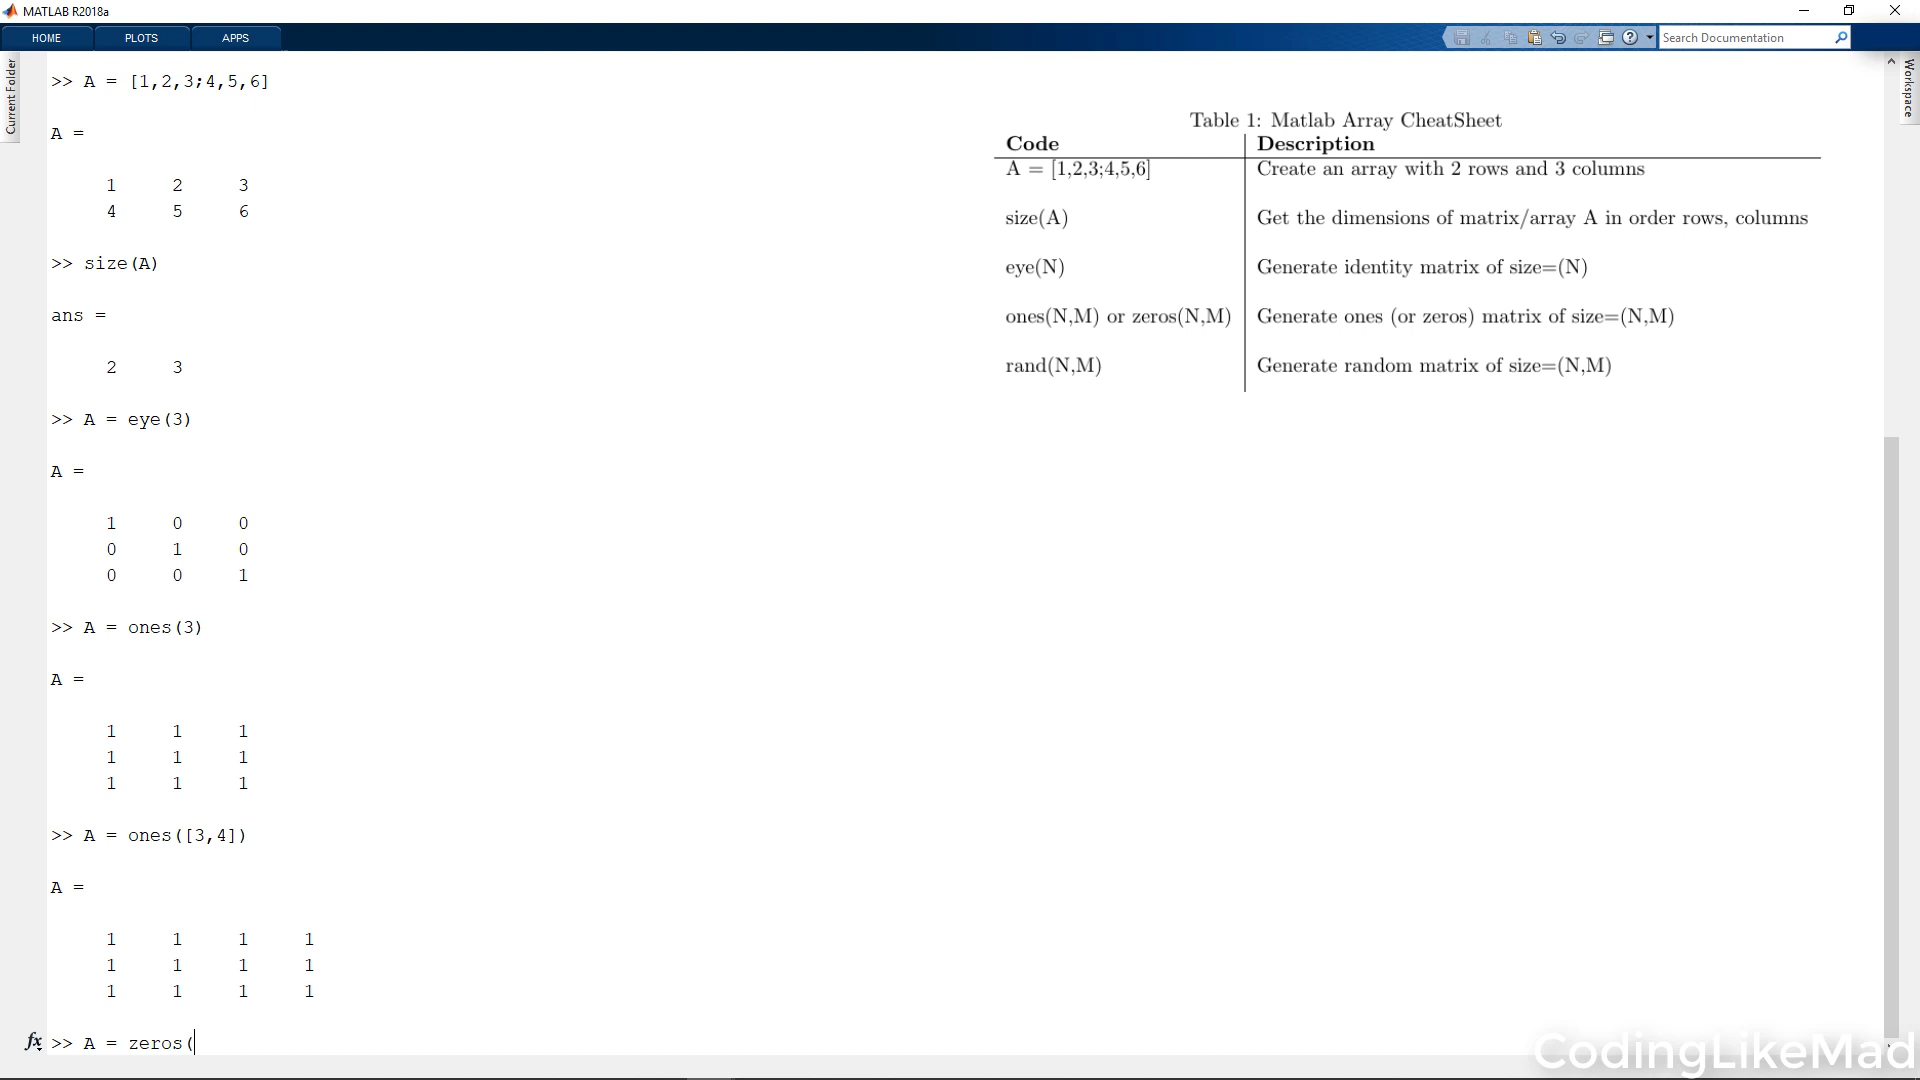 MATLAB R2018a
HOME PLOTS APPS
Search Documentation
Current Folder
Workspace
>> A = [1,2,3;4,5,6]
A =
1 2 3
4 5 6
>> size(A)
ans =
2 3
>> A = eye(3)
A =
1 0 0
0 1 0
0 0 1
>> A = ones(3)
A =
1 1 1
1 1 1
1 1 1
>> A = ones([3,4])
A =
1 1 1 1
1 1 1 1
1 1 1 1
fx >> A = zeros(
Table 1: Matlab Array CheatSheet
Code Description
A = [1,2,3;4,5,6] Create an array with 2 rows and 3 columns
size(A) Get the dimensions of matrix/array A in order rows, columns
eye(N) Generate identity matrix of size=(N)
ones(N,M) or zeros(N,M) Generate ones (or zeros) matrix of size=(N,M)
rand(N,M) Generate random matrix of size=(N,M)
CodingLikeMad